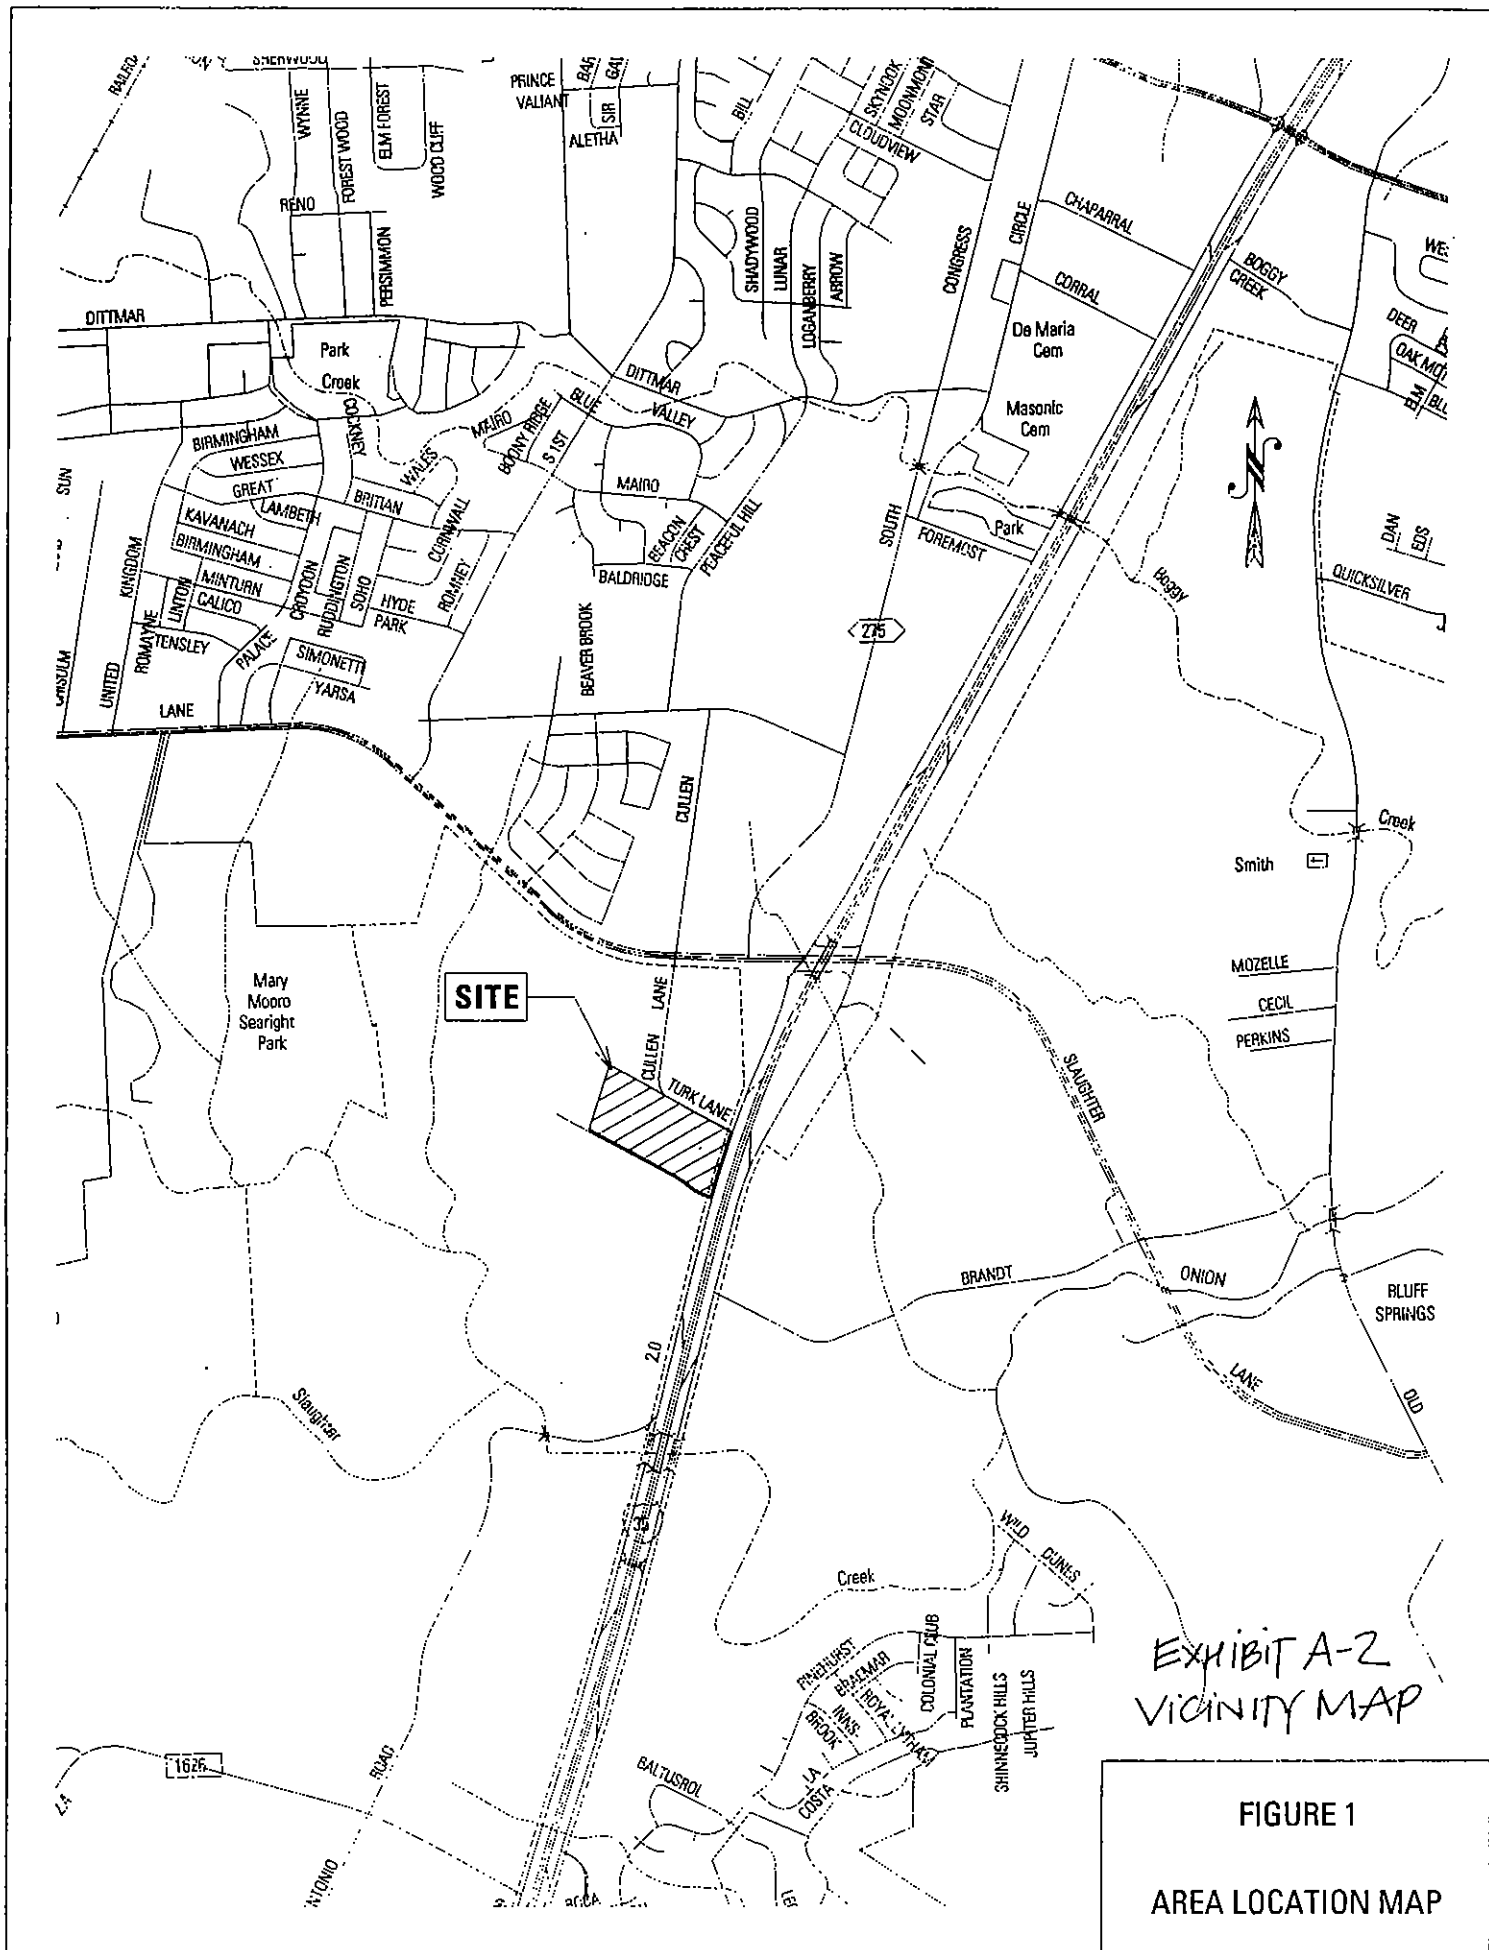 SHERWOOD
WYNNE
FOREST WOOD
ELM FOREST
WOOD CLIFF
RENO
PERSIMMON
PRINCE
VALIANT
SIR
ALETHA
BILL
SKYNOOK
MOONMONT
STAR
CLOUDVIEW
SHADYWOOD
LUNAR
LOGANBERRY
ARROW
CONGRESS
CIRCLE
CHAPARRAL
CORRAL
BOGGY
CREEK
DEER
ELM
DITTMAR
Park
Creek
De Maria
Cem
Masonic
Cem
DITTMAR
VALLEY
BLUE
MAIRO
BOONY RIDGE
S 1ST
COCKNEY
BIRMINGHAM
WESSEX
GREAT
LAMBETH
WALES
BRITIAN
CORNWALL
KAVANACH
BIRMINGHAM
MINTURN
CALICO
LINTON
ROMAYNE
TENSLEY
PALACE
CROYDON
RUDDINGTON
SOHO
HYDE
PARK
ROMNEY
SIMONETTI
YARSA
SUN
KINGDOM
UNITED
CHISOLM
LANE
MAIRO
BEACON
CREST
PEACEFUL HILL
BALDRIDGE
BEAVER BROOK
SOUTH
FOREMOST
Park
275
Boggy
DAN
EDS
QUICKSILVER
CULLEN
Creek
Smith
MOZELLE
CECIL
PERKINS
Mary
Mooro
Searight
Park
SITE
CULLEN LANE
TURK LANE
SLAUGHTER
BRANDT
ONION
BLUFF
SPRINGS
LANE
OLD
2.0
Slaughter
35
Creek
WILD
DUNES
PINEHURST
BRAEMAR
ROYAL LYTHAM
INNS-
BROOK
COLONIAL CLUB
PLANTATION
SHINNECOCK HILLS
JUPITER HILLS
LA
COSTA
BALTUSROL
1626
ROAD
NTONIO
EXHIBIT A-2
VICINITY MAP
FIGURE 1
AREA LOCATION MAP